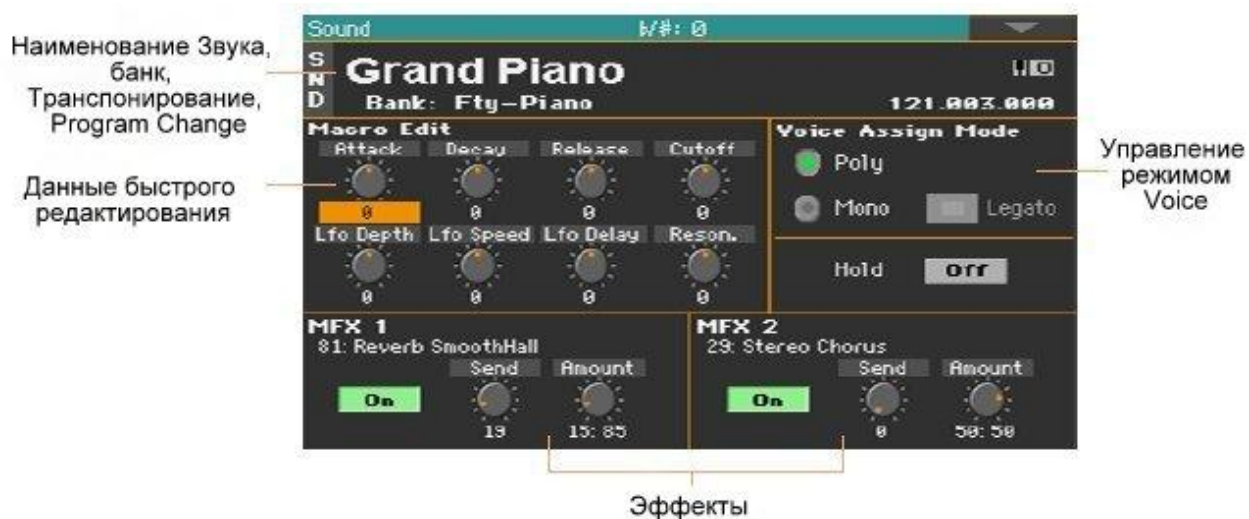 Наименование Звука,
банк,
Транспонирование,
Program Change
Данные быстрого
редактирования
Sound ♭/#: 0
SND
Grand Piano
Bank: Fty-Piano 121.003.000
Macro Edit
Attack Decay Release Cutoff
0 0 0 0
Lfo Depth Lfo Speed Lfo Delay Reson.
0 0 0 0
Voice Assign Mode
Poly
Mono Legato
Hold Off
Управление
режимом
Voice
MFX 1
81: Reverb SmoothHall
Send Amount
On
19 15: 85
MFX 2
29: Stereo Chorus
Send Amount
On
0 50: 50
Эффекты